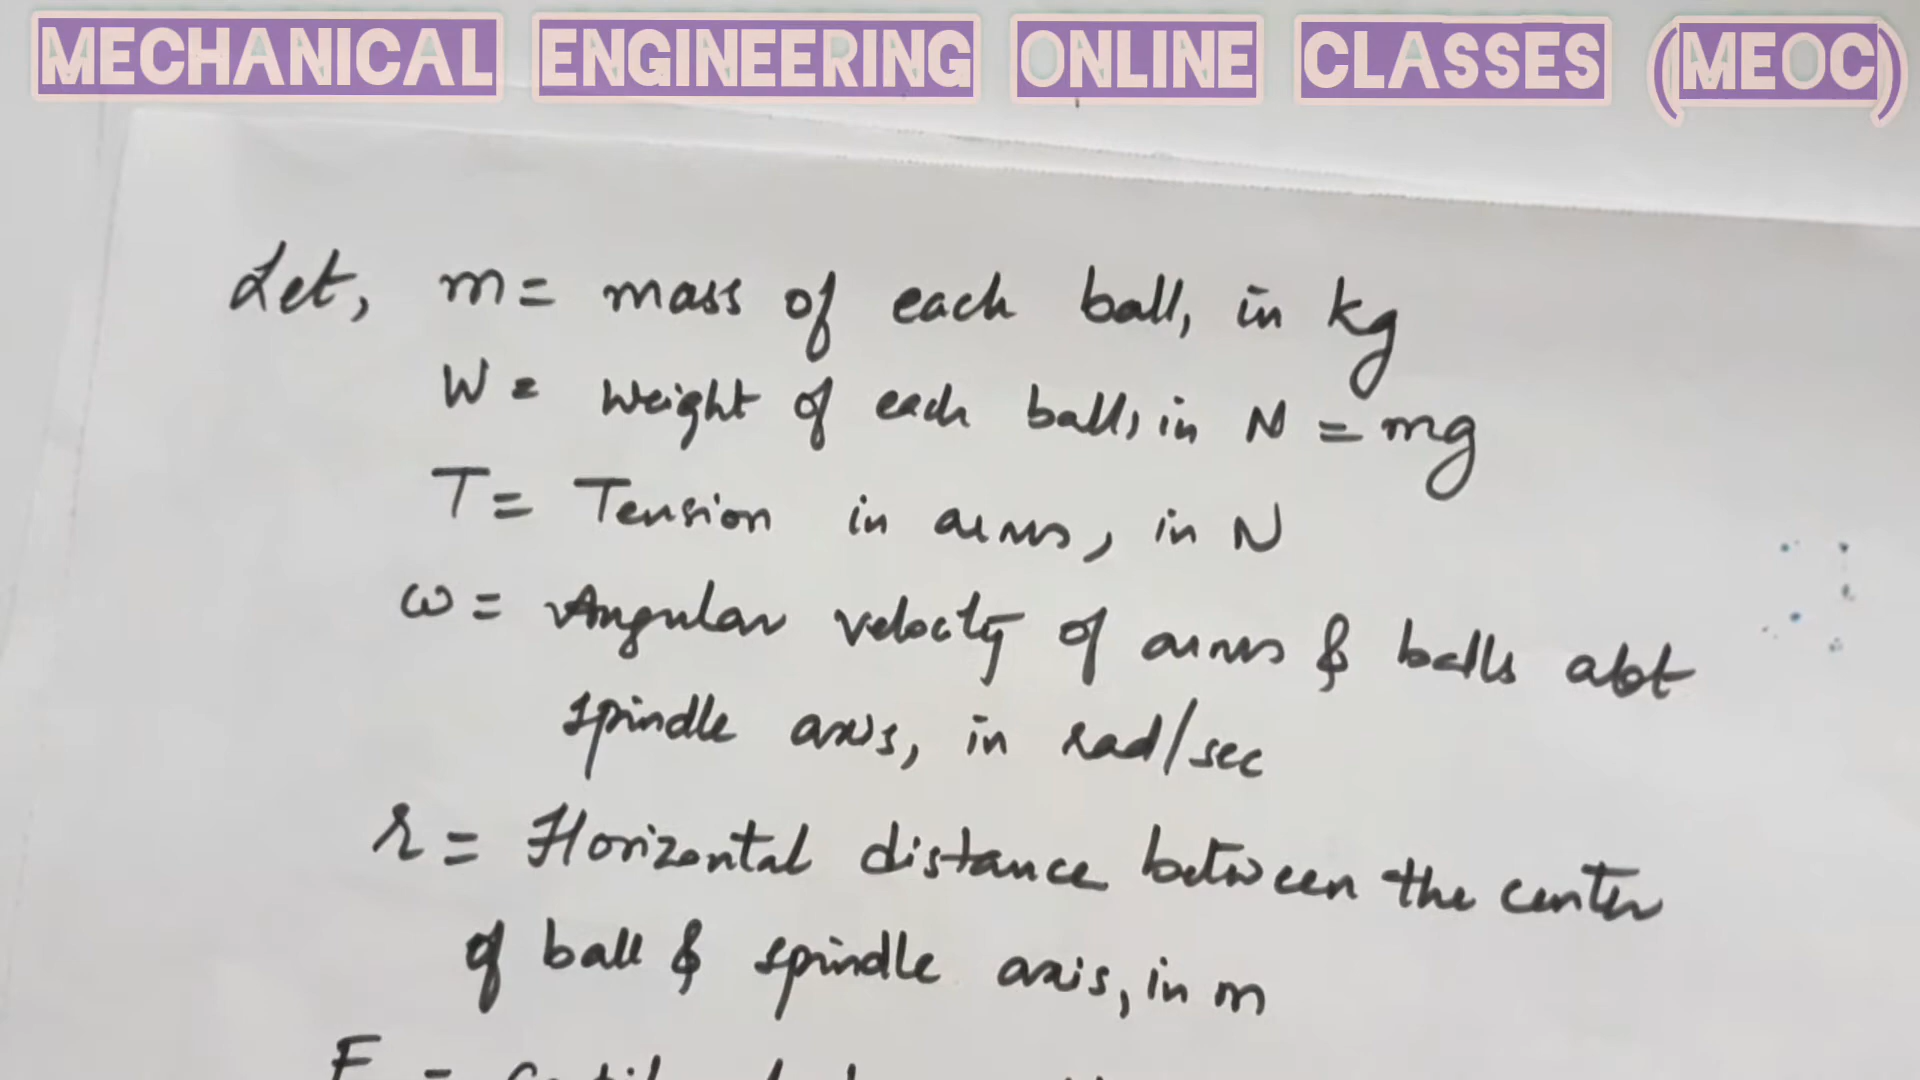 MECHANICAL ENGINEERING ONLINE CLASSES (MEOC)
Let, m = mass of each ball, in kg
W = Weight of each ball, in N = mg
T = Tension in arms, in N
ω = Angular velocity of arms & balls abt
spindle axis, in rad/sec
r = Horizontal distance between the center
of ball & spindle axis, in m
F =